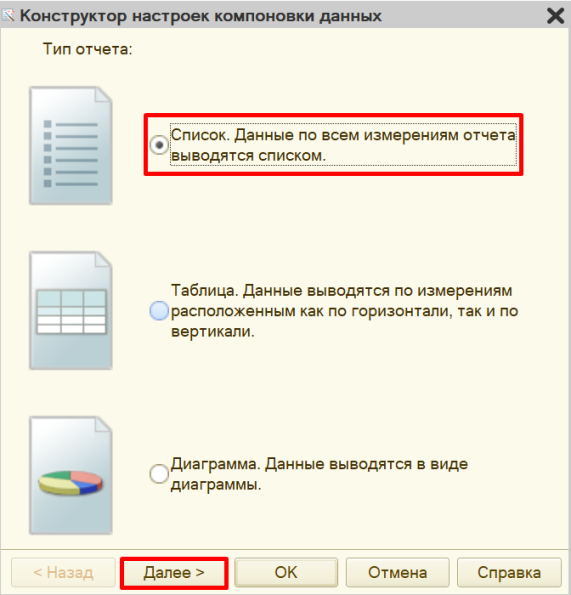 Конструктор настроек компоновки данных
Тип отчета:
Список. Данные по всем измерениям отчета
выводятся списком.
Таблица. Данные выводятся по измерениям
расположенным как по горизонтали, так и по
вертикали.
Диаграмма. Данные выводятся в виде
диаграммы.
< Назад Далее > OK Отмена Справка